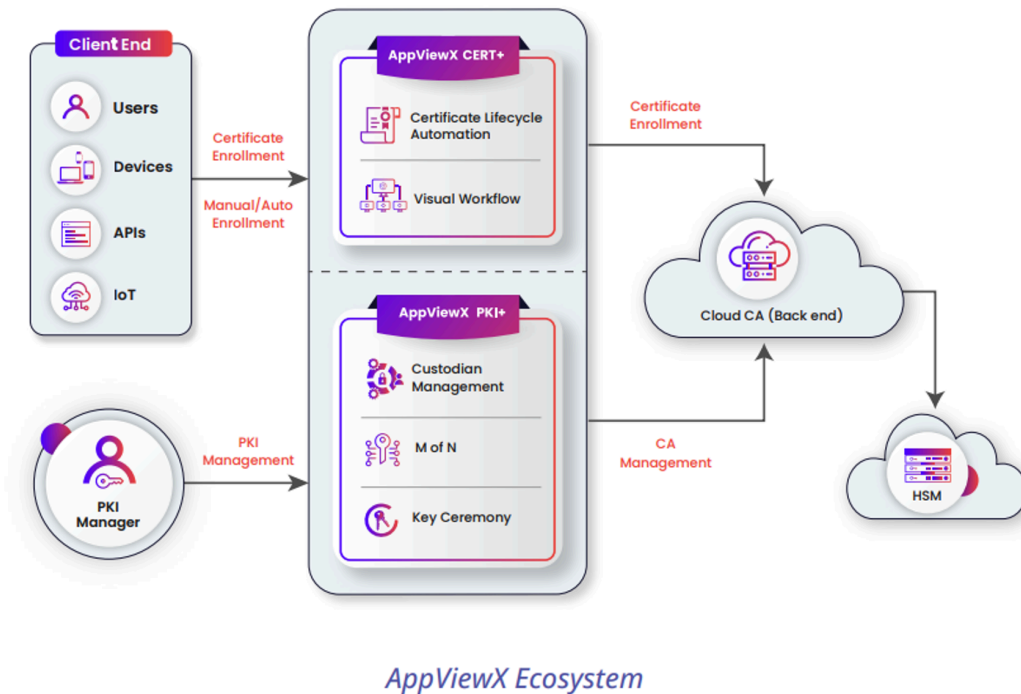 Client End
Users
Devices
APIs
IoT
Certificate
Enrollment
Manual/Auto
Enrollment
AppViewX CERT+
Certificate Lifecycle
Automation
Visual Workflow
Certificate
Enrollment
Cloud CA (Back end)
AppViewX PKI+
Custodian
Management
M of N
Key Ceremony
PKI
Manager
PKI
Management
CA
Management
HSM
AppViewX Ecosystem